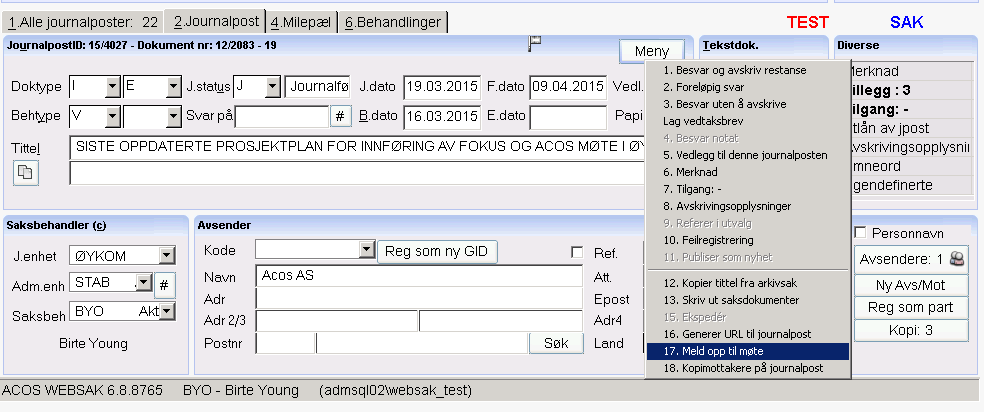 1.Alle journalposter: 22 2.Journalpost 4.Milepæl 6.Behandlinger TEST SAK
JournalpostID: 15/4027 - Dokument nr: 12/2083 - 19 Meny Tekstdok. Diverse
Doktype I E J.status J Journalfø J.dato 19.03.2015 F.dato 09.04.2015 Vedl.
Behtype V Svar på # B.dato 16.03.2015 E.dato Papi
Tittel SISTE OPPDATERTE PROSJEKTPLAN FOR INNFØRING AV FOKUS OG ACOS MØTE I ØY
1. Besvar og avskriv restanse
2. Foreløpig svar
3. Besvar uten å avskrive
Lag vedtaksbrev
4. Besvar notat
5. Vedlegg til denne journalposten
6. Merknad
7. Tilgang: -
8. Avskrivingsopplysninger
9. Referer i utvalg
10. Feilregistrering
11. Publiser som nyhet
12. Kopier tittel fra arkivsak
13. Skriv ut saksdokumenter
15. Ekspedér
16. Generer URL til journalpost
17. Meld opp til møte
18. Kopimottakere på journalpost
lerknad
illegg : 3
ilgang: -
tlån av jpost
vskrivingsopplysnin
mneord
gendefinerte
Saksbehandler (c)
J.enhet ØYKOM
Adm.enh STAB #
Saksbeh BYO Akt
Birte Young
Avsender
Kode Reg som ny GID Ref.
Navn Acos AS Att.
Adr Epost
Adr 2/3 Adr4
Postnr Søk Land
Personnavn
Avsendere: 1
Ny Avs/Mot
Reg som part
Kopi: 3
ACOS WEBSAK 6.8.8765 BYO - Birte Young (admsql02\websak_test)